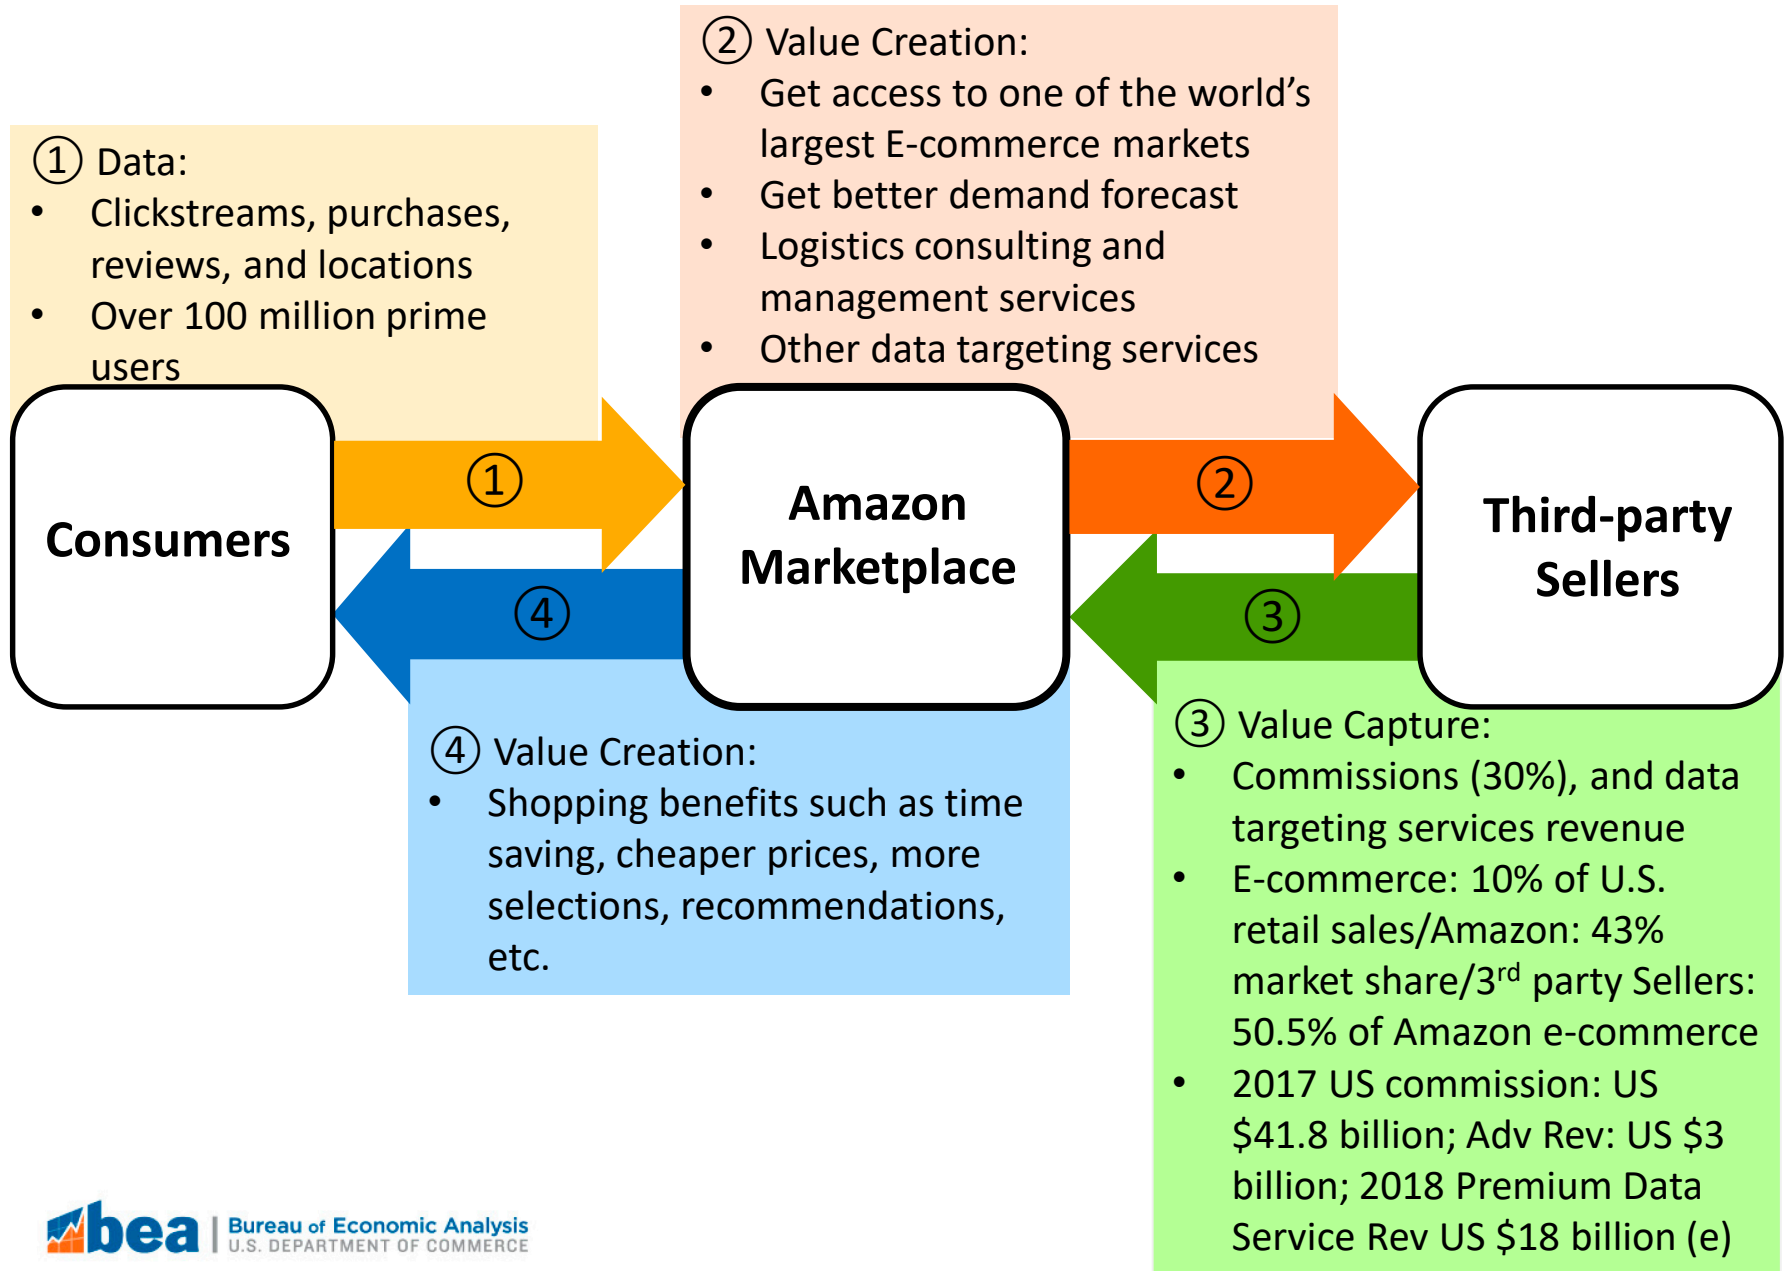 ① Data:
• Clickstreams, purchases,
reviews, and locations
• Over 100 million prime
users
② Value Creation:
• Get access to one of the world’s
largest E-commerce markets
• Get better demand forecast
• Logistics consulting and
management services
• Other data targeting services
Consumers
①
④
Amazon
Marketplace
②
③
Third-party
Sellers
④ Value Creation:
• Shopping benefits such as time
saving, cheaper prices, more
selections, recommendations,
etc.
③ Value Capture:
• Commissions (30%), and data
targeting services revenue
• E-commerce: 10% of U.S.
retail sales/Amazon: 43%
market share/3rd party Sellers:
50.5% of Amazon e-commerce
• 2017 US commission: US
$41.8 billion; Adv Rev: US $3
billion; 2018 Premium Data
Service Rev US $18 billion (e)
bea | Bureau of Economic Analysis
U.S. DEPARTMENT OF COMMERCE